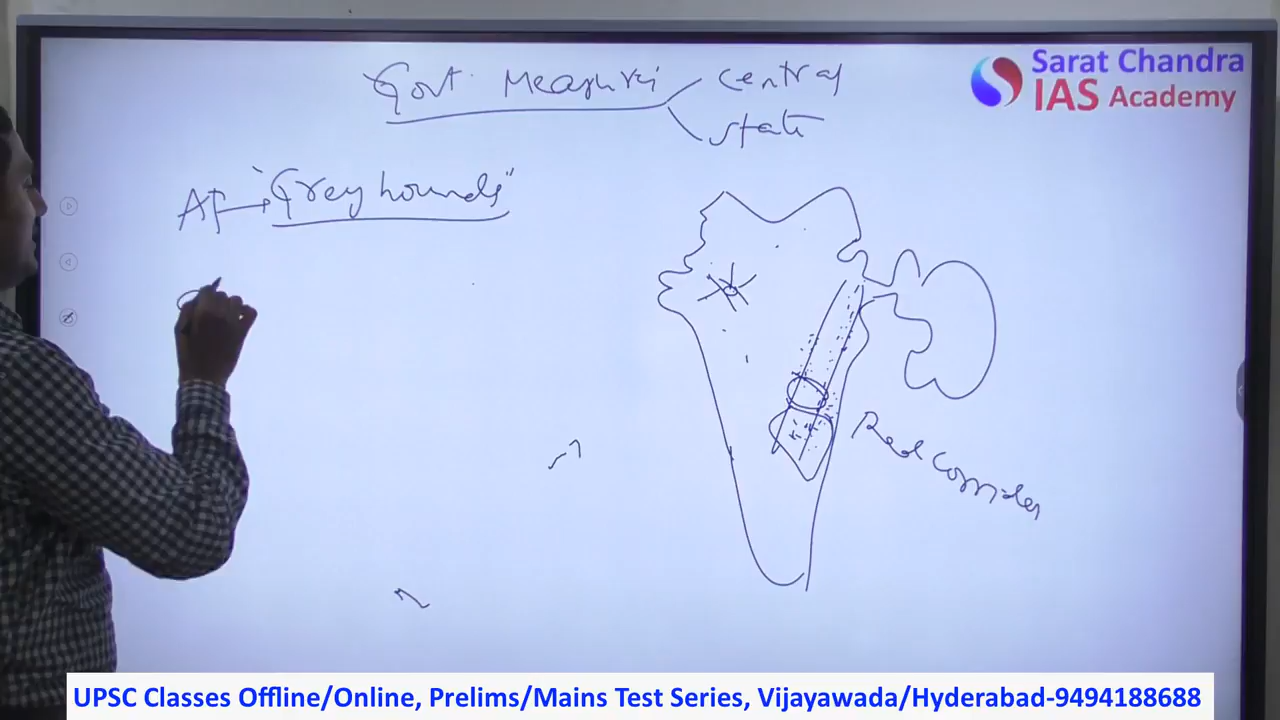 Govt Measures central
state
Sarat Chandra
IAS Academy
AP → "Greyhounds"
Red Corridor
UPSC Classes Offline/Online, Prelims/Mains Test Series, Vijayawada/Hyderabad-9494188688